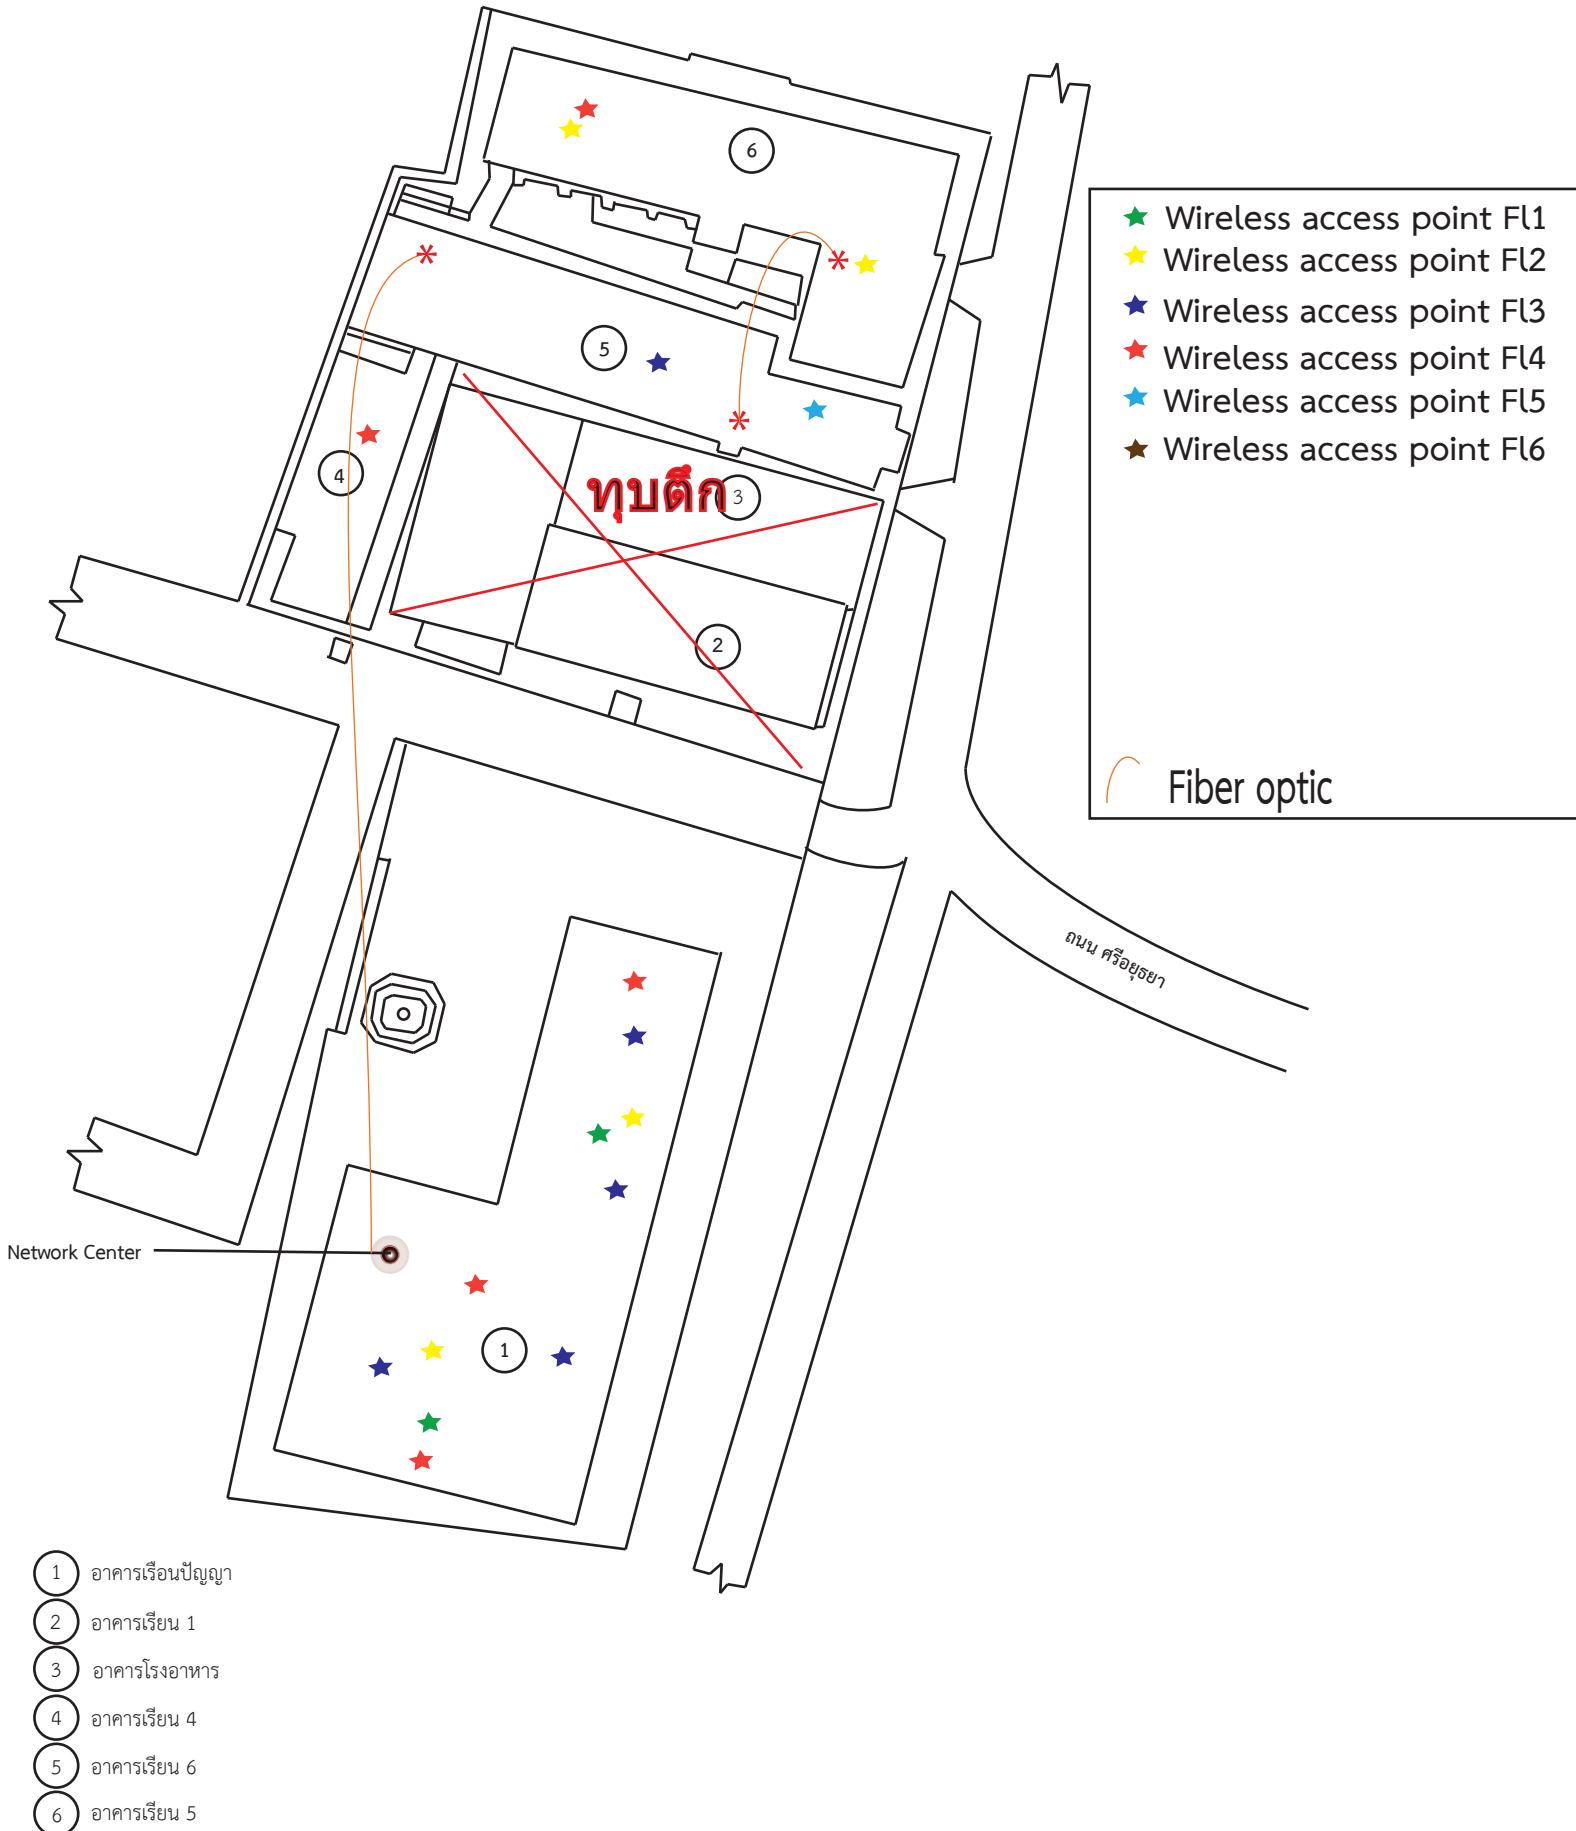 6
Wireless access point Fl1
Wireless access point Fl2
Wireless access point Fl3
Wireless access point Fl4
Wireless access point Fl5
Wireless access point Fl6
5
4
ทุบตึก
3
2
Fiber optic
ถนน ศรีอยุธยา
Network Center
1
1 อาคารเรือนปัญญา
2 อาคารเรียน 1
3 อาคารโรงอาหาร
4 อาคารเรียน 4
5 อาคารเรียน 6
6 อาคารเรียน 5